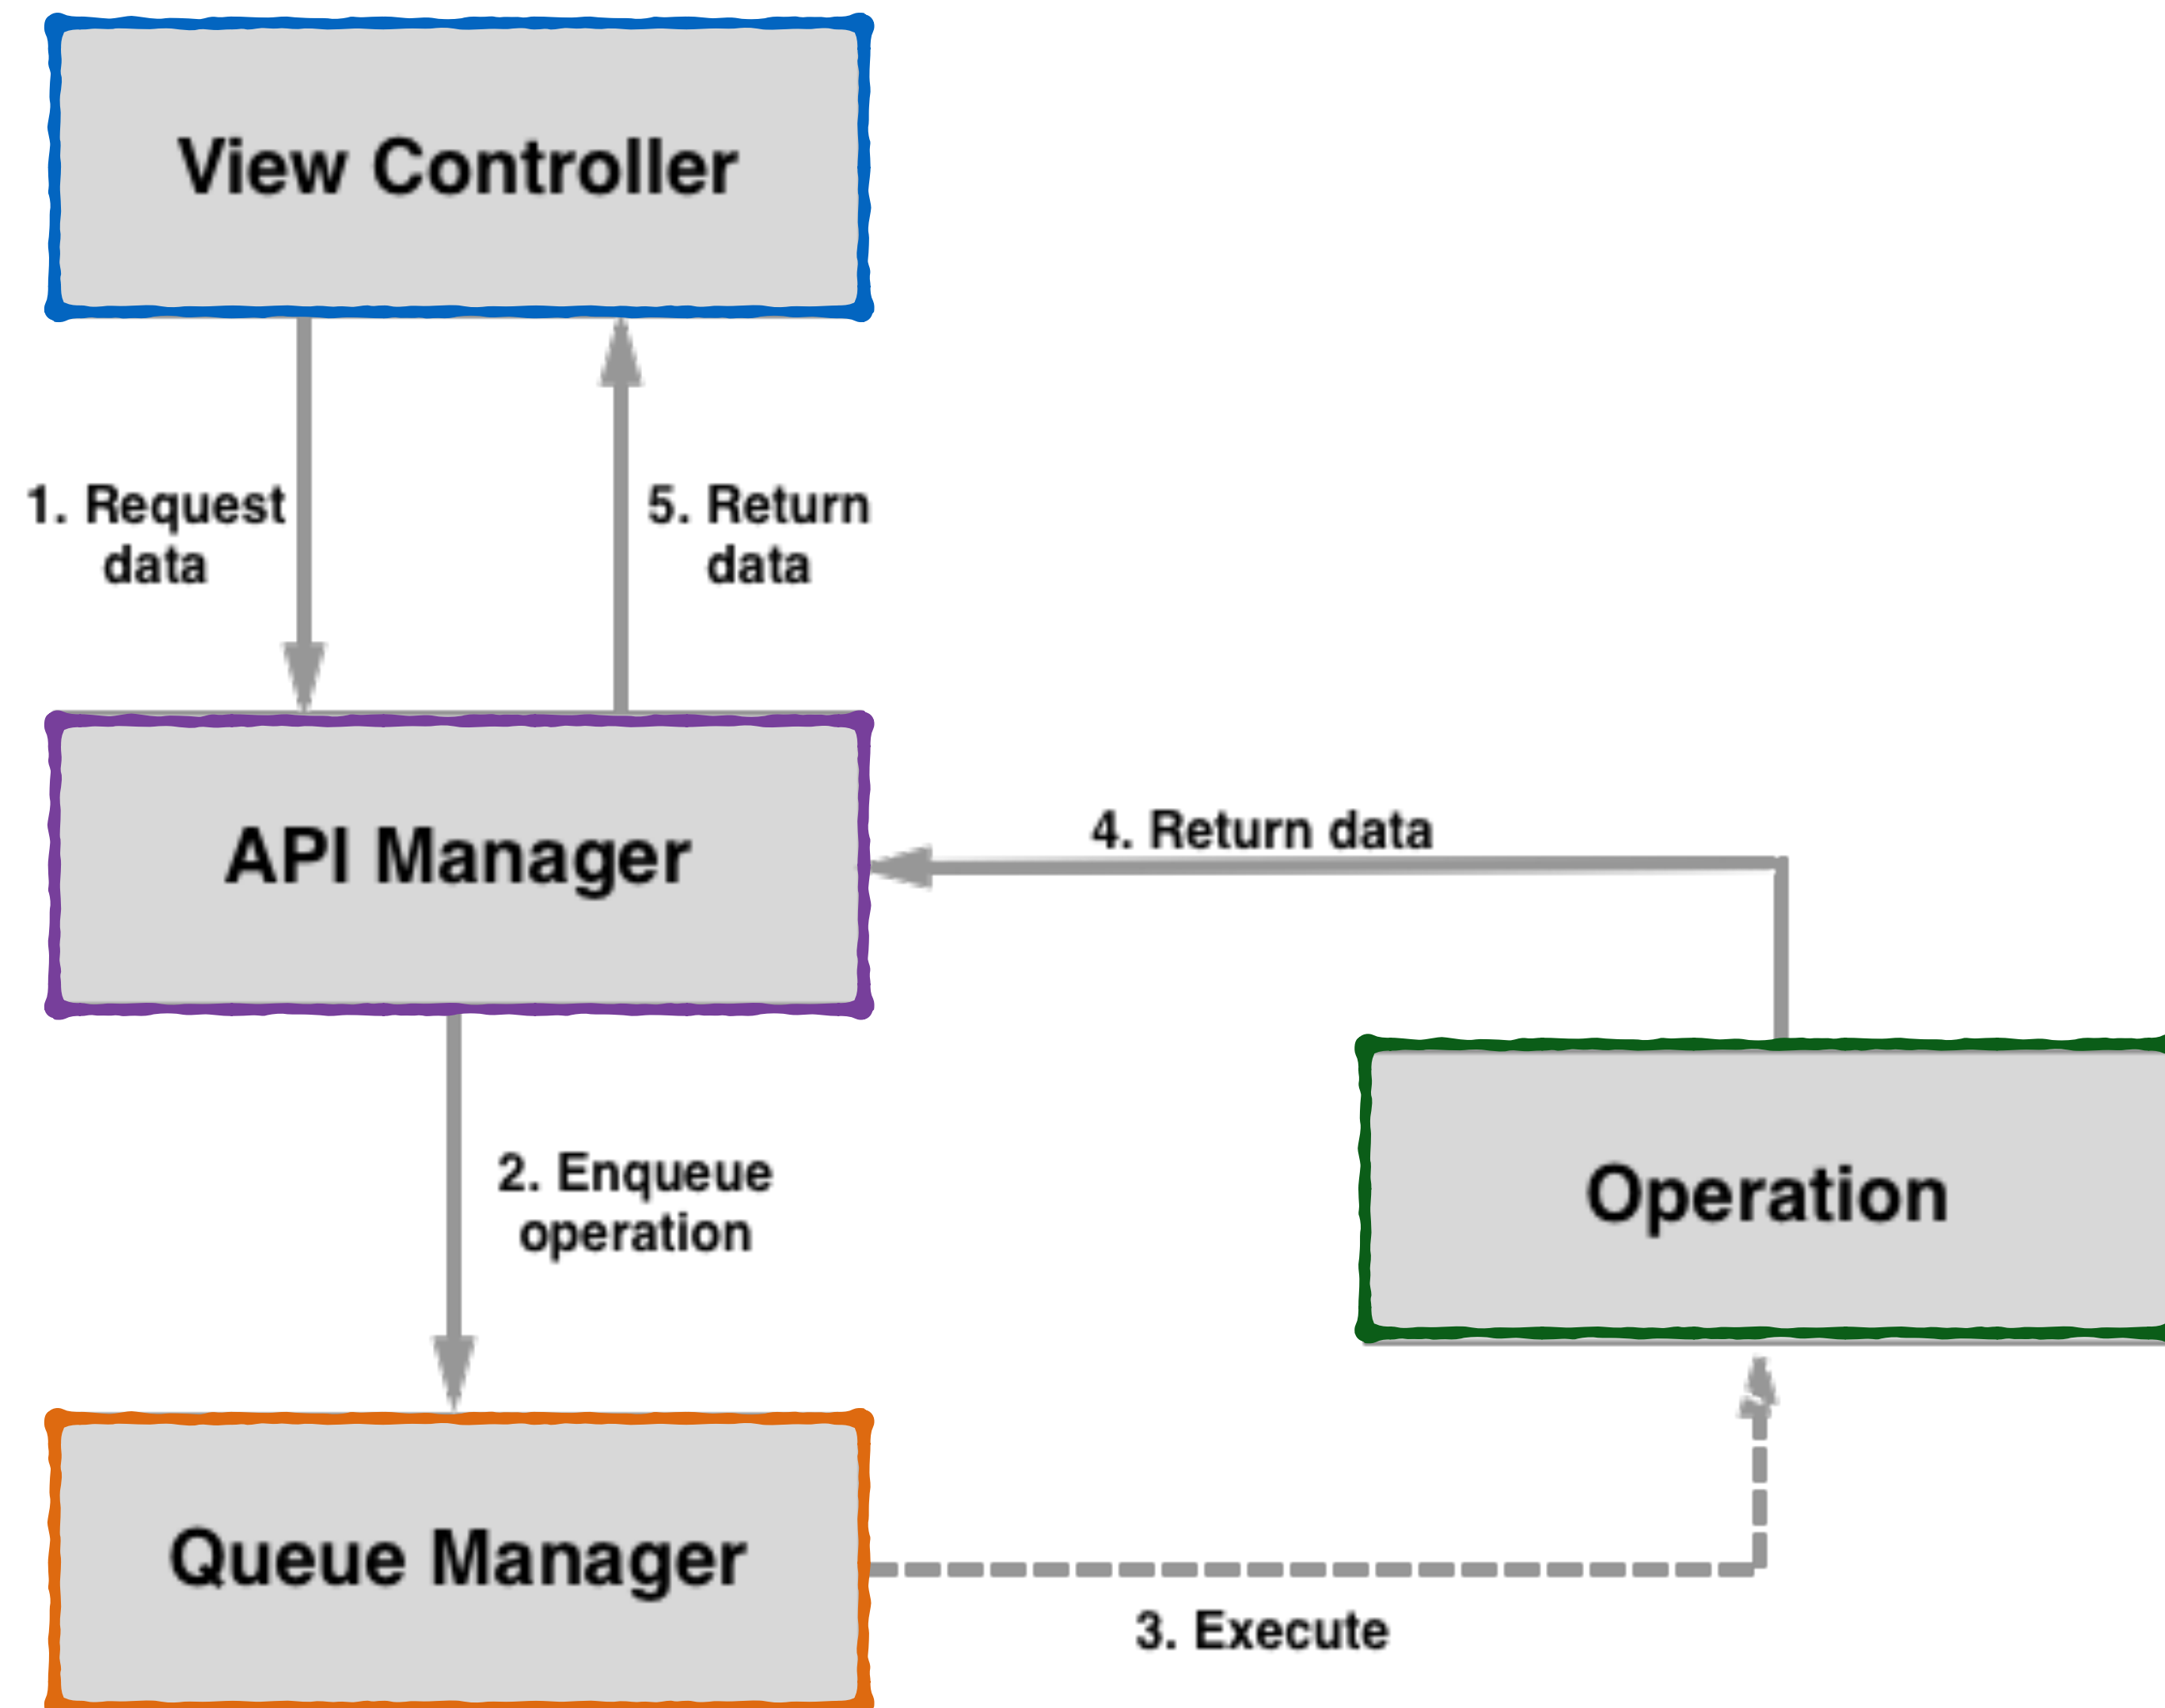 View Controller
1. Request
data
5. Return
data
API Manager
4. Return data
2. Enqueue
operation
Operation
Queue Manager
3. Execute